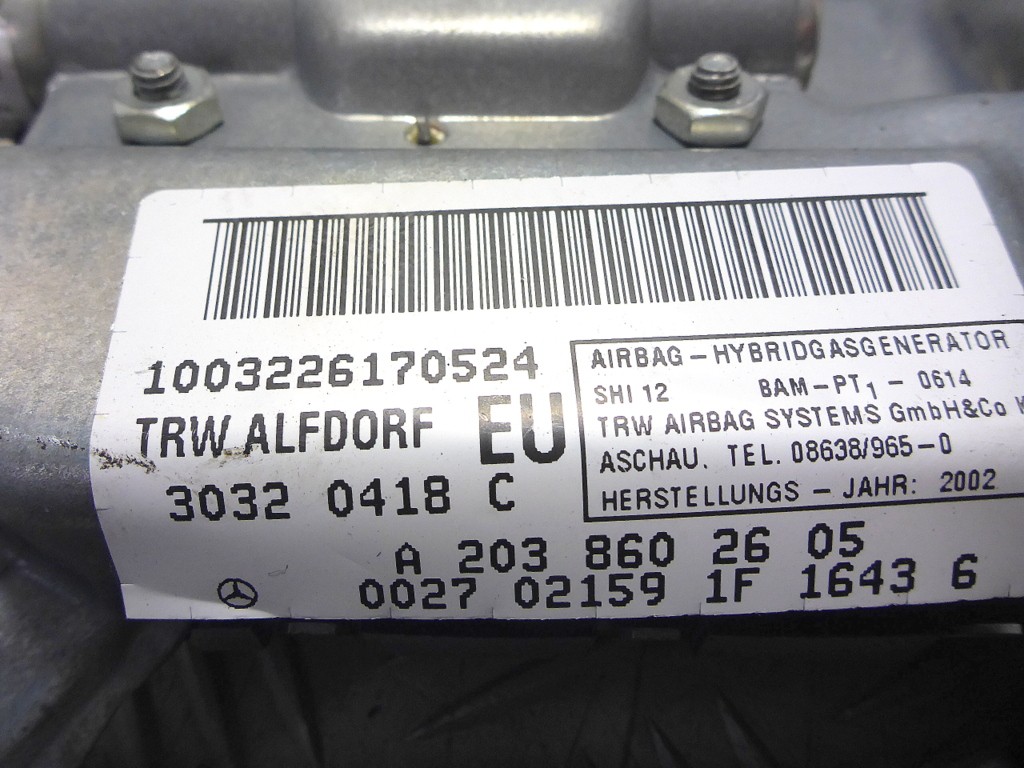 1003226170524
TRW ALFDORF EU
3032 0418 C
AIRBAG – HYBRIDGASGENERATOR
SHI 12 BAM – PT1 – 0614
TRW AIRBAG SYSTEMS GmbH&Co
ASCHAU. TEL. 08638/965–0
HERSTELLUNGS – JAHR: 2002
A 203 860 26 05
0027 02159 1F 1643 6